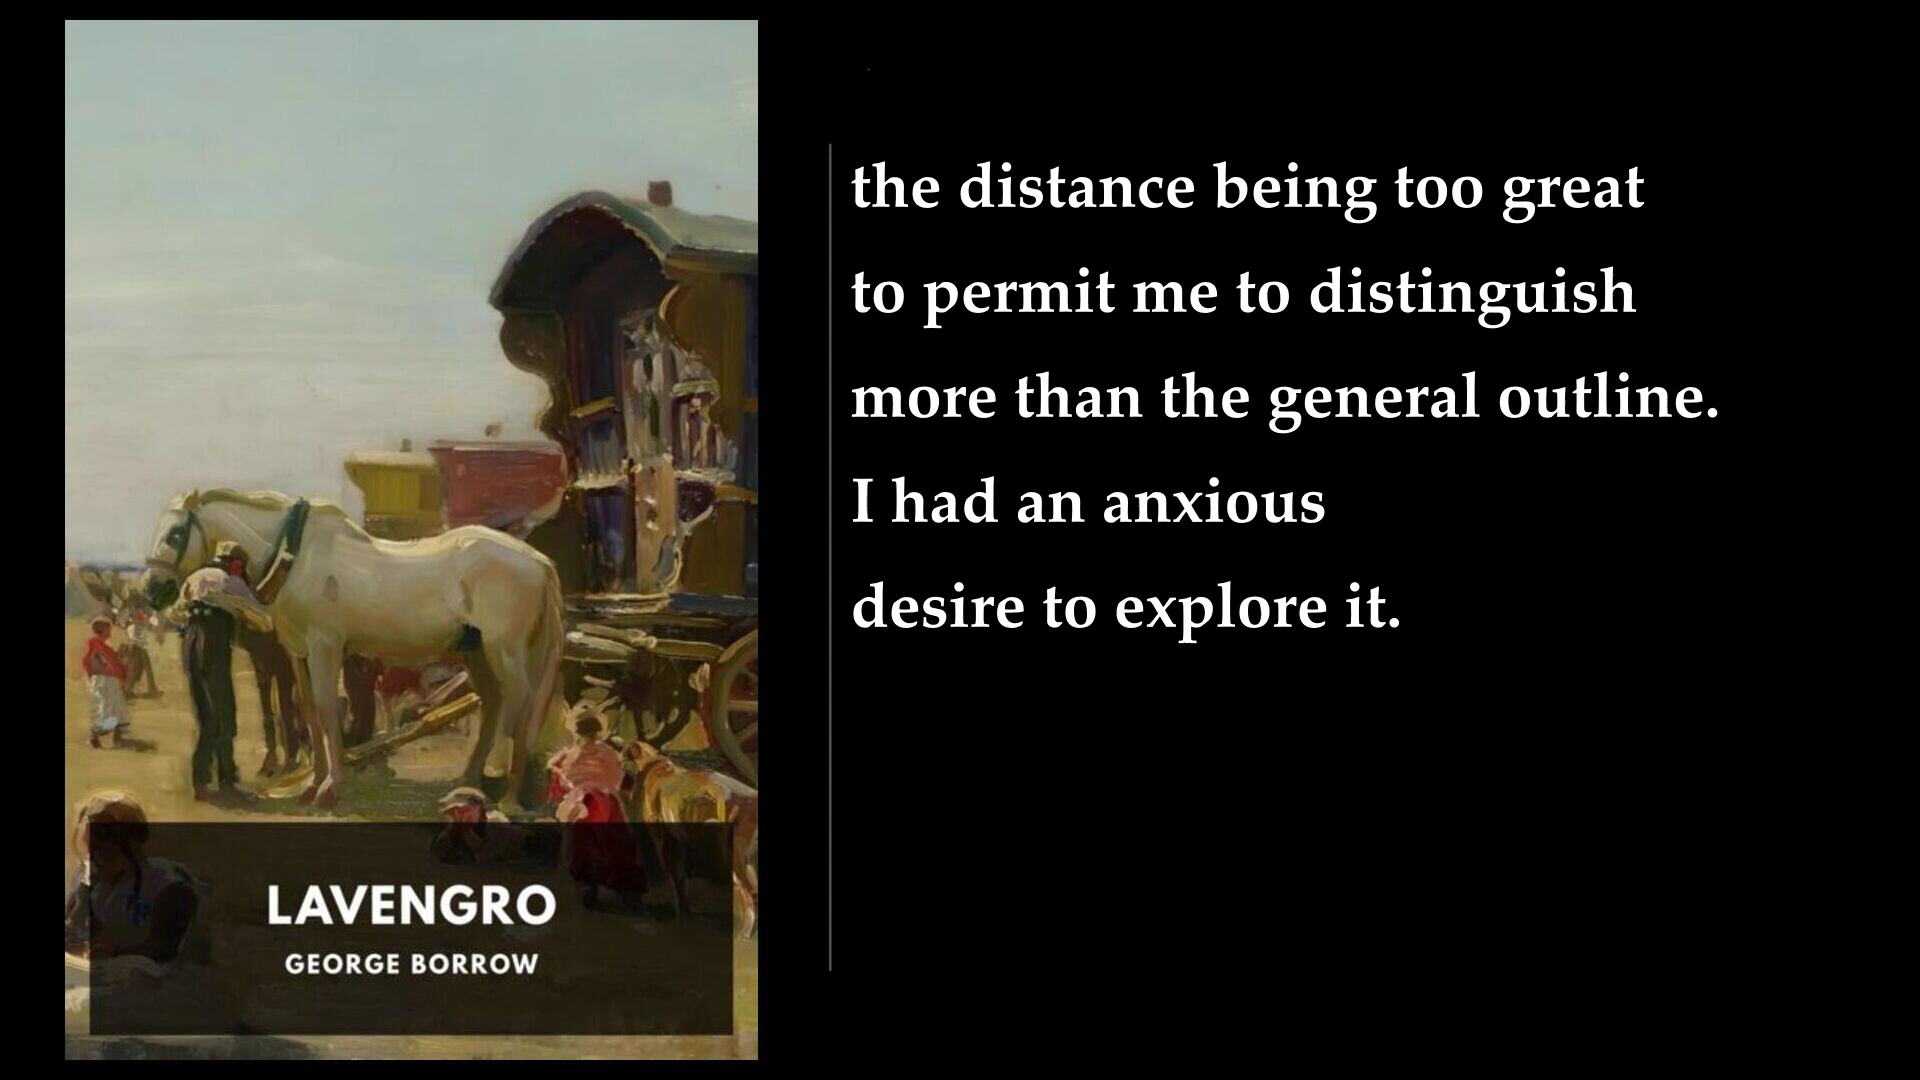 the distance being too great
to permit me to distinguish
more than the general outline.
I had an anxious
desire to explore it.
LAVENGRO
GEORGE BORROW